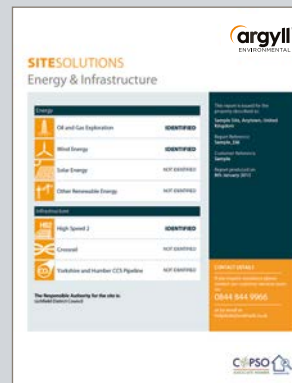 argyll
ENVIRONMENTAL
SITESOLUTIONS
Energy & Infrastructure
Energy
Oil and Gas Exploration IDENTIFIED
Wind Energy IDENTIFIED
Solar Energy NOT IDENTIFIED
Other Renewable Energy NOT IDENTIFIED
Infrastructure
High Speed 2 IDENTIFIED
Crossrail NOT IDENTIFIED
Yorkshire and Humber CCS Pipeline NOT IDENTIFIED
The Responsible Authority for the site is:
Lichfield District Council
This report is issued for the
property described as:
Sample Site, Anytown, United
Kingdom
Report Reference:
Sample_SSE
Customer Reference:
Sample
Report produced on:
8th January 2015
CONTACT DETAILS
0844 844 9966
COPSO